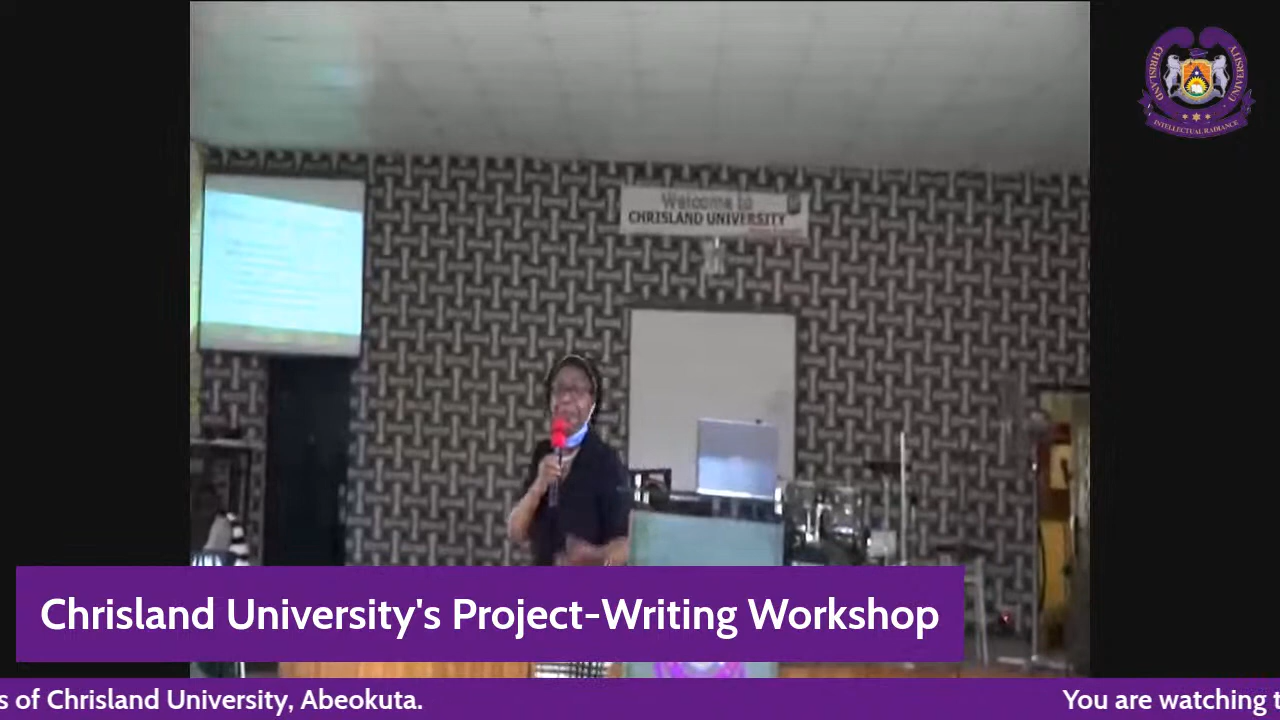 CHRISLAND UNIVERSITY
INTELLECTUAL RADIANCE
Welcome to
CHRISLAND UNIVERSITY
Chrisland University's Project-Writing Workshop
s of Chrisland University, Abeokuta.
You are watching t